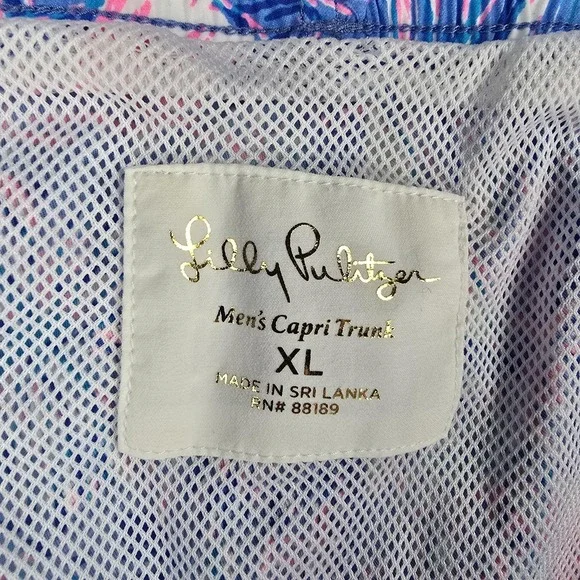 Lilly Pulitzer
Men's Capri Trunk
XL
MADE IN SRI LANKA
RN# 88189